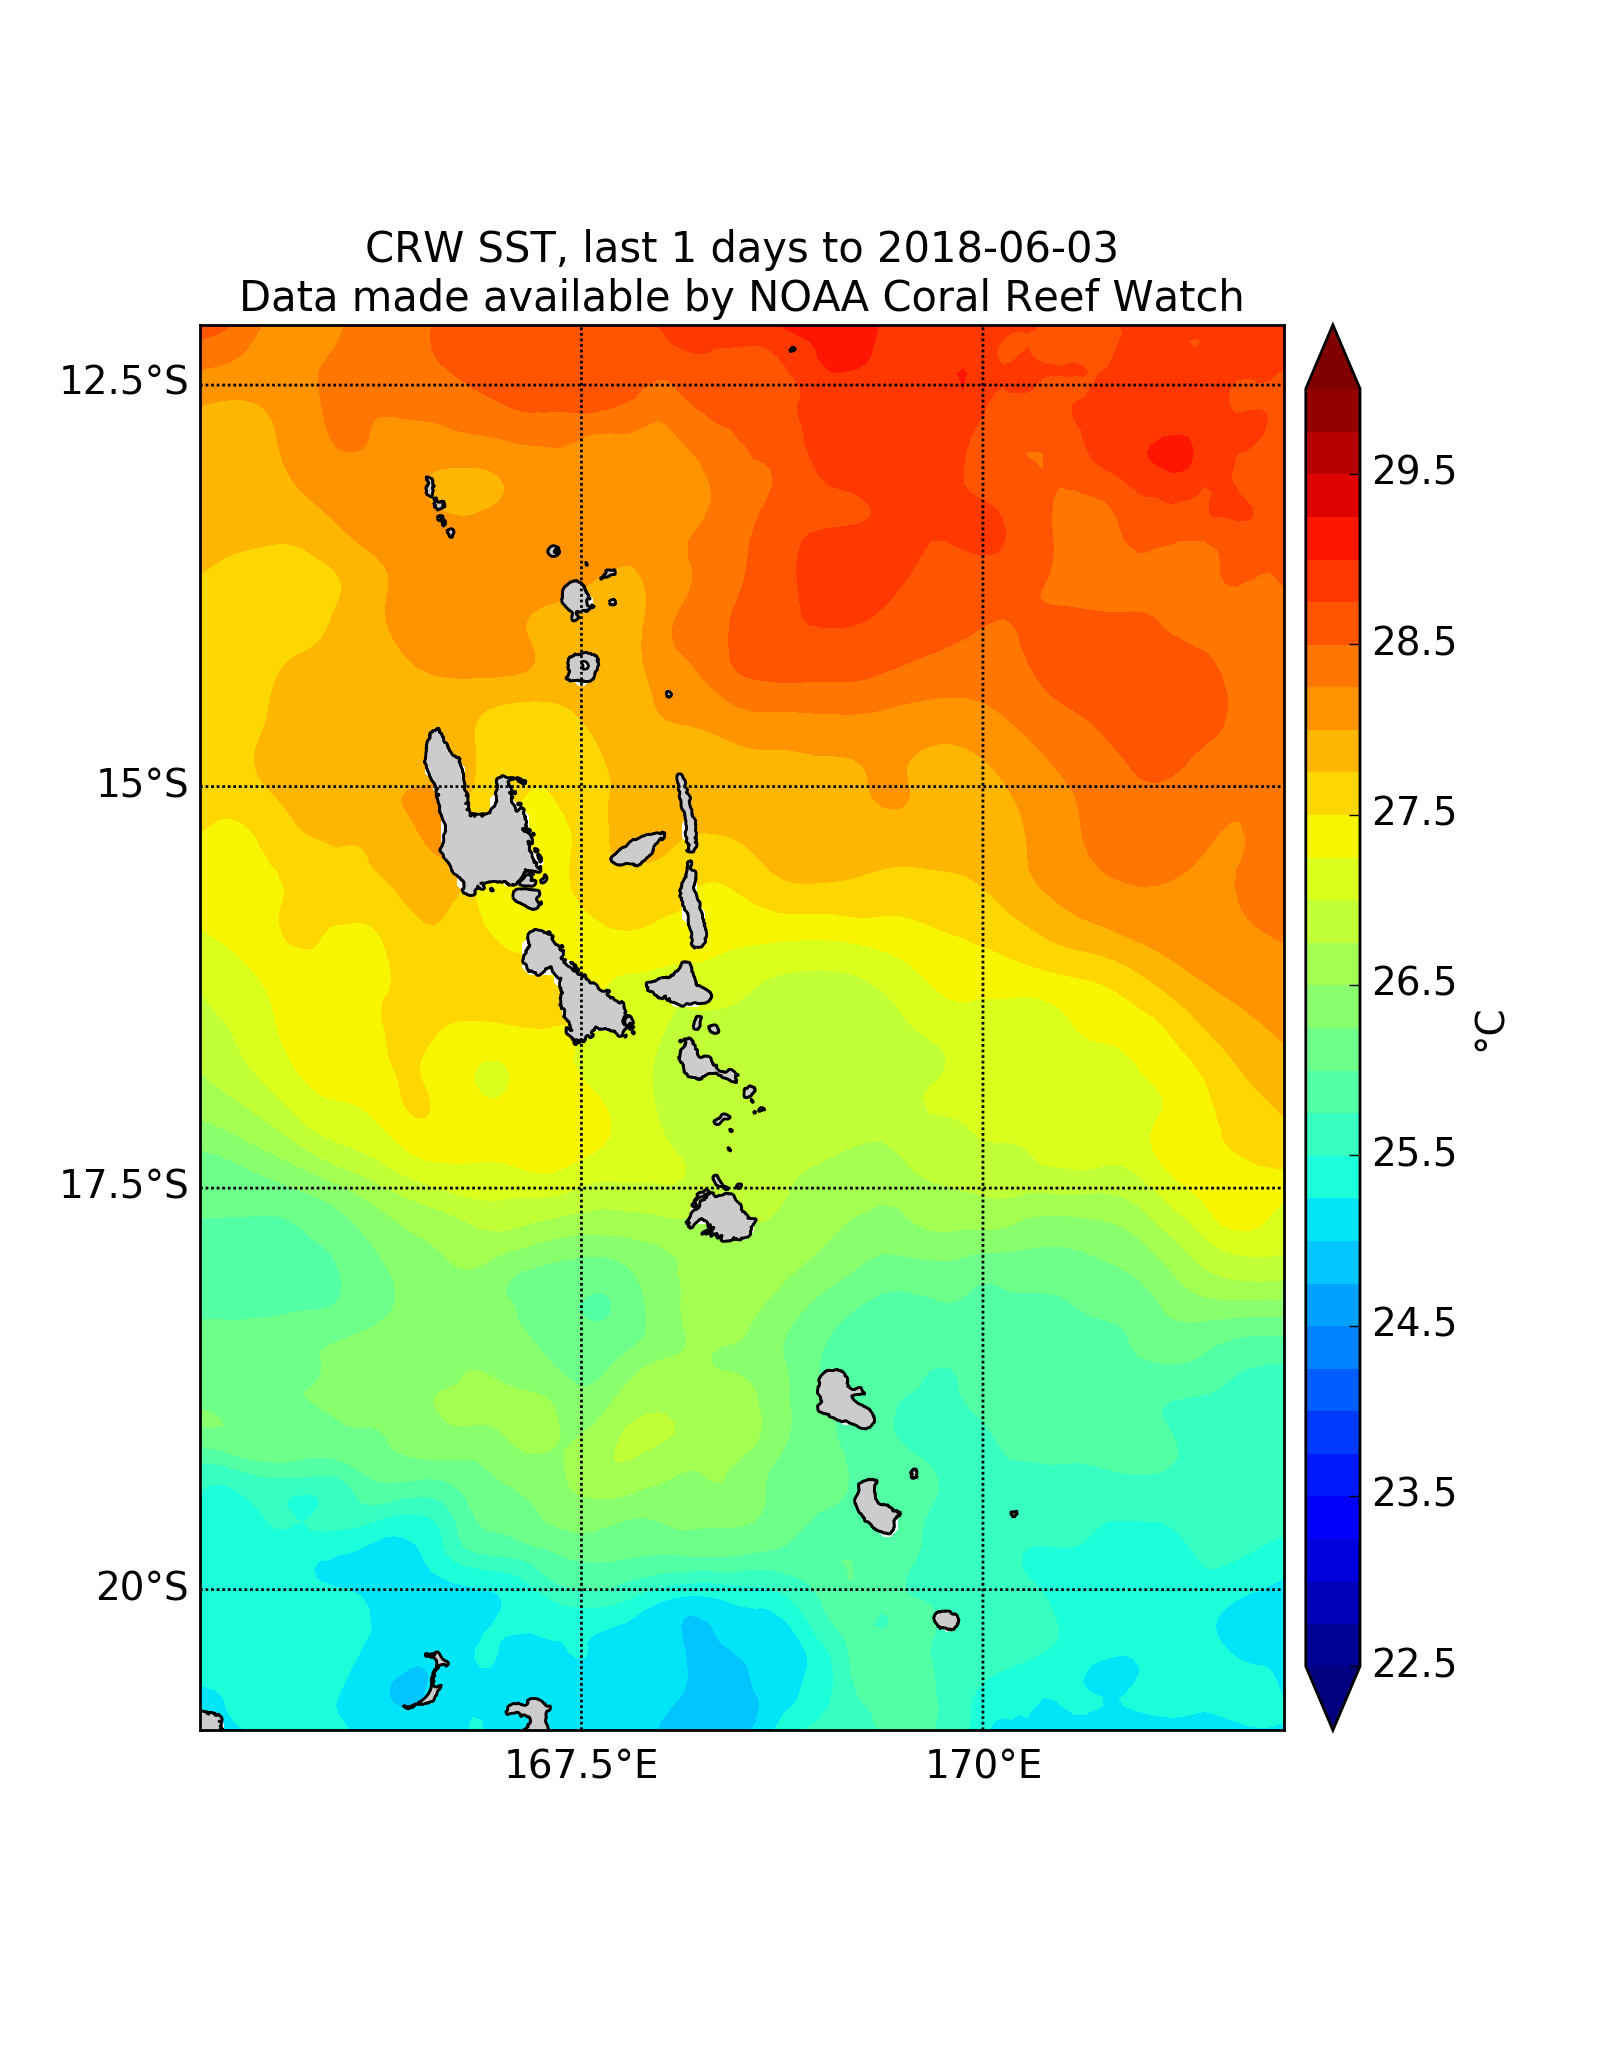 CRW SST, last 1 days to 2018-06-03
Data made available by NOAA Coral Reef Watch
12.5°S
15°S
17.5°S
20°S
167.5°E
170°E
29.5
28.5
27.5
26.5
25.5
24.5
23.5
22.5
°C